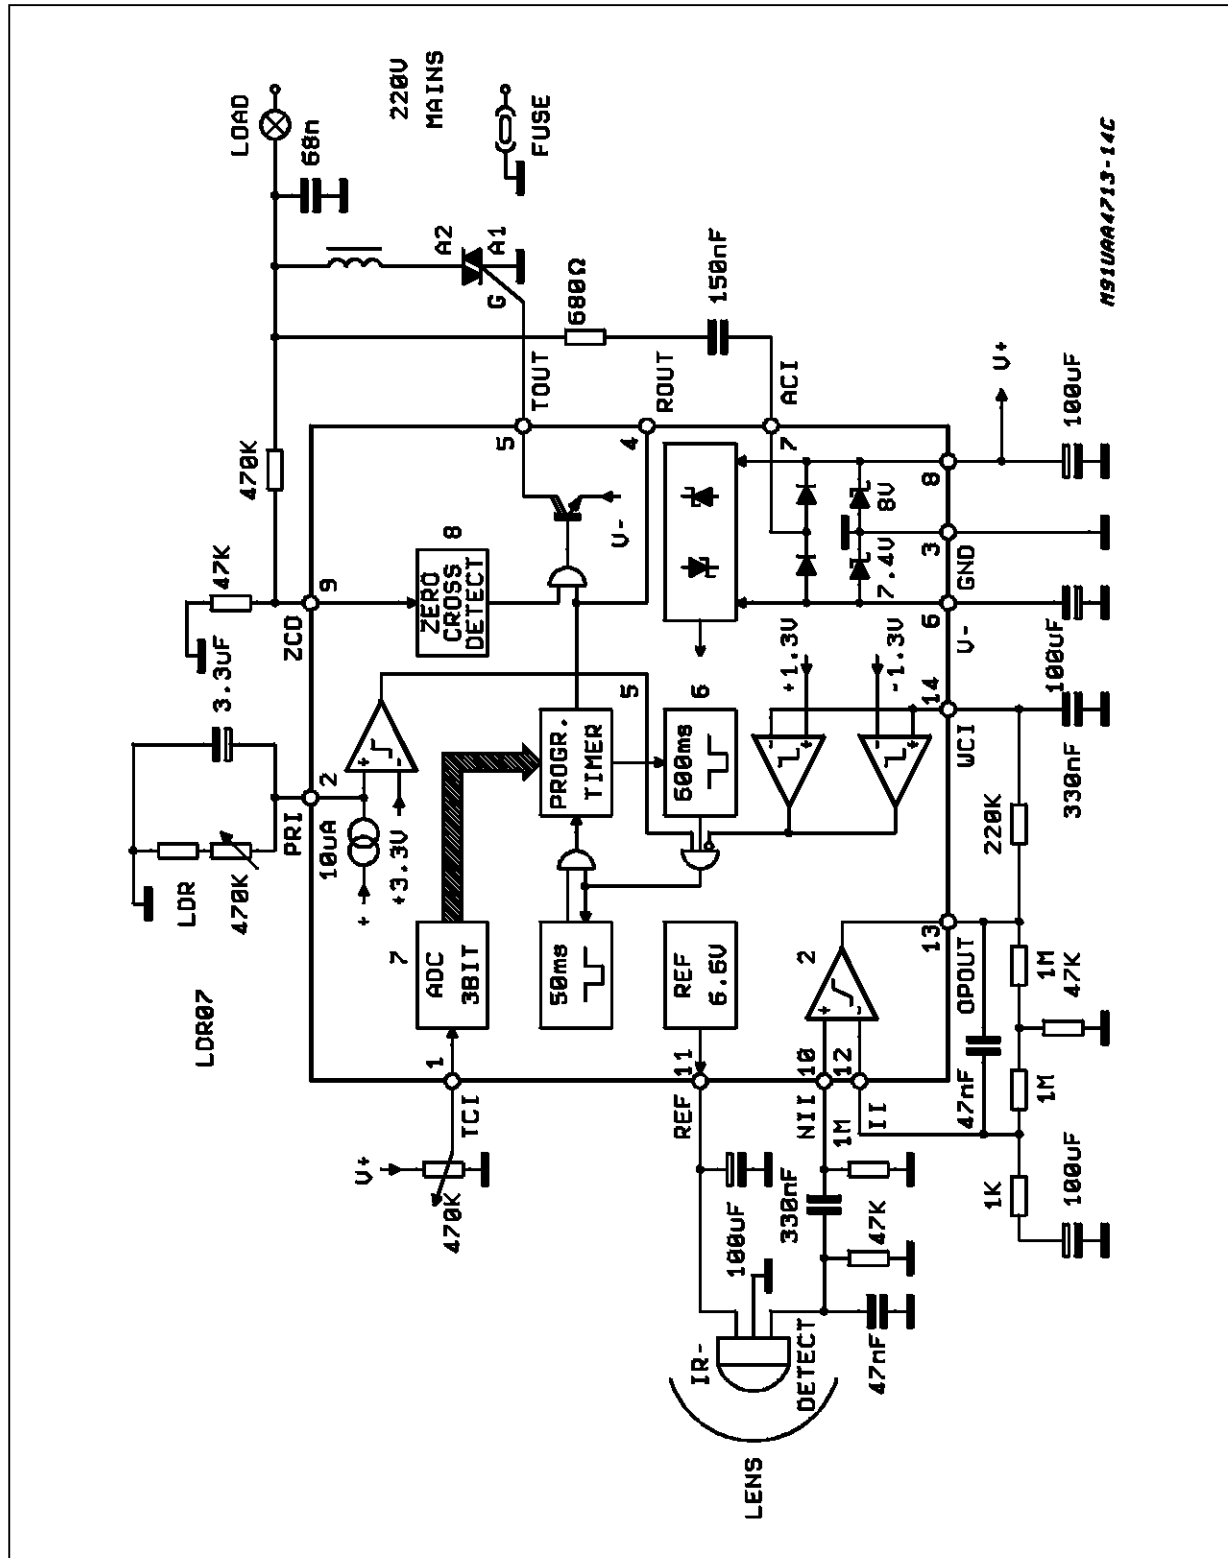 LDR07
LDR
470K
3.3uF
47K
470K
LOAD
68n
PRI
2
ZCD
9
10uA
+
+3.3V
+
-
220V
MAINS
V+
470K
TCI
1
7
ADC
3BIT
ZERO
CROSS
DETECT
8
A2
A1
G
PROGR.
TIMER
5
50ms
5
TOUT
FUSE
680Ω
V-
4
ROUT
REF
11
REF
6.6V
600ms
6
150nF
LENS
IR-
DETECT
100uF
330nF
NII
10
+1.3V
7
ACI
1M
II
12
+
-
2
-
+
47K
47nF
-1.3V
-
+
7.4V
8V
47nF
OPOUT
13
WCI
14
V-
6
GND
3
8
1K
1M
1M
220K
V+
47K
100uF
330nF
100uF
100uF
M91UAA4713-14C